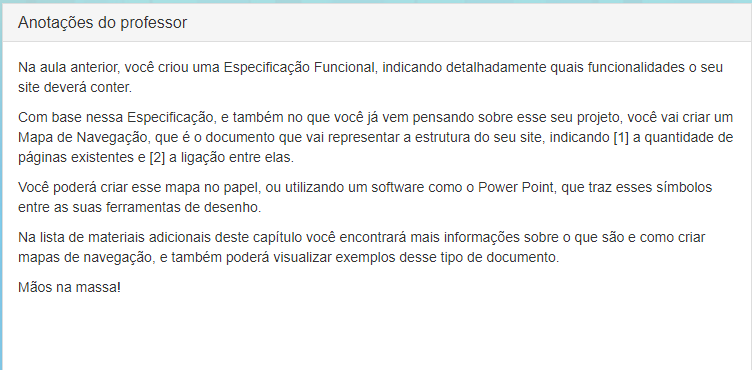 Anotações do professor
Na aula anterior, você criou uma Especificação Funcional, indicando detalhadamente quais funcionalidades o seu
site deverá conter.
Com base nessa Especificação, e também no que você já vem pensando sobre esse seu projeto, você vai criar um
Mapa de Navegação, que é o documento que vai representar a estrutura do seu site, indicando [1] a quantidade de
páginas existentes e [2] a ligação entre elas.
Você poderá criar esse mapa no papel, ou utilizando um software como o Power Point, que traz esses símbolos
entre as suas ferramentas de desenho.
Na lista de materiais adicionais deste capítulo você encontrará mais informações sobre o que são e como criar
mapas de navegação, e também poderá visualizar exemplos desse tipo de documento.
Mãos na massa!